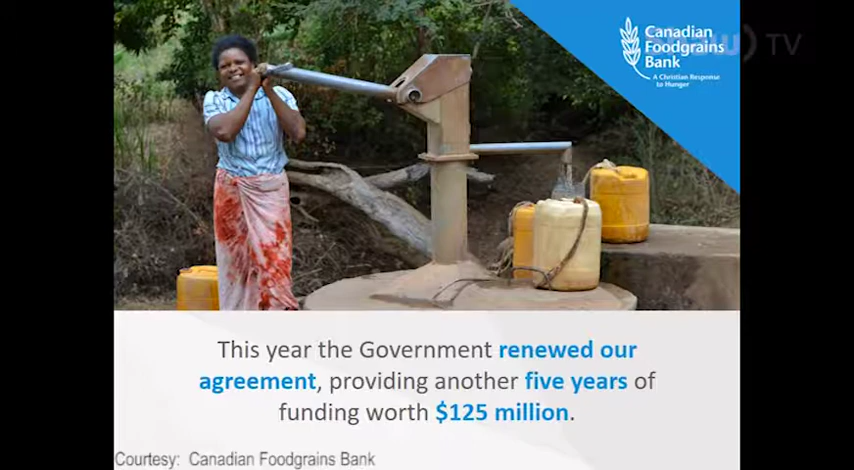 Canadian
Foodgrains
Bank
A Christian Response
to Hunger
TV
This year the Government renewed our
agreement, providing another five years of
funding worth $125 million.
Courtesy: Canadian Foodgrains Bank